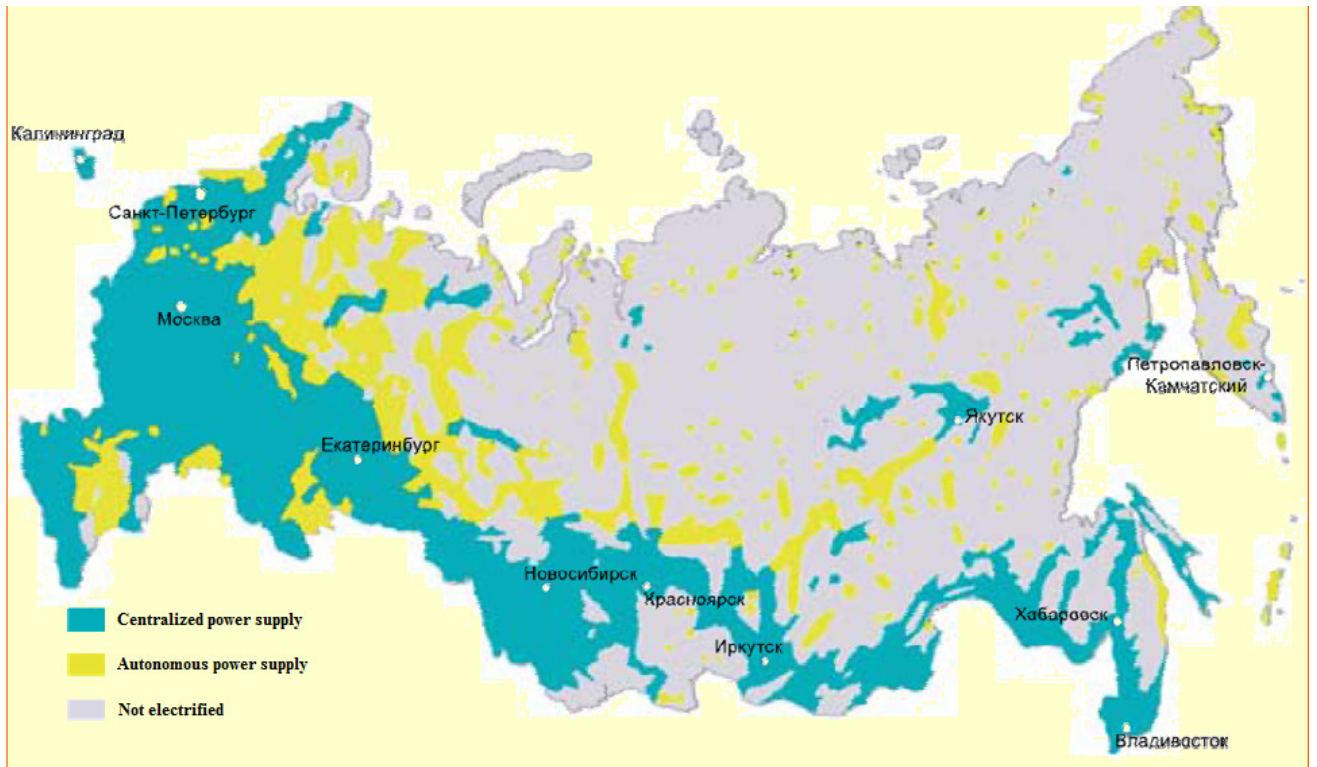 Калининград
Санкт-Петербург
Москва
Петропавловск-
Камчатский
Якутск
Екатеринбург
Новосибирск
Красноярск
Хабаровск
Иркутск
Владивосток
Centralized power supply
Autonomous power supply
Not electrified